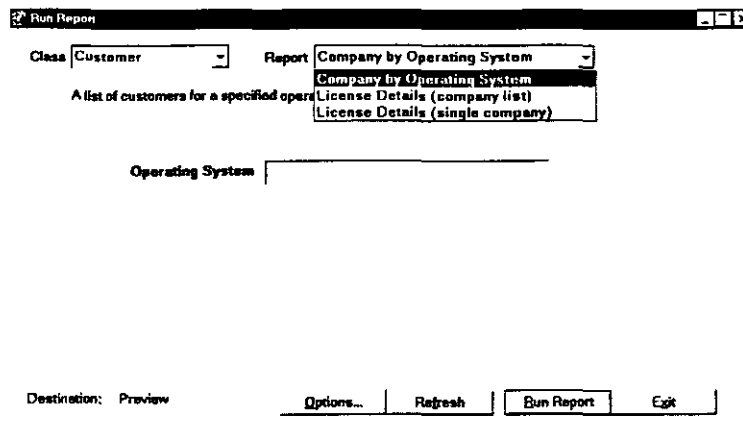 Run Report
Class Customer Report Company by Operating System
Company by Operating System
A list of customers for a specified opera License Details (company list)
License Details (single company)
Operating System
Destination: Preview Options... Refresh Run Report Exit